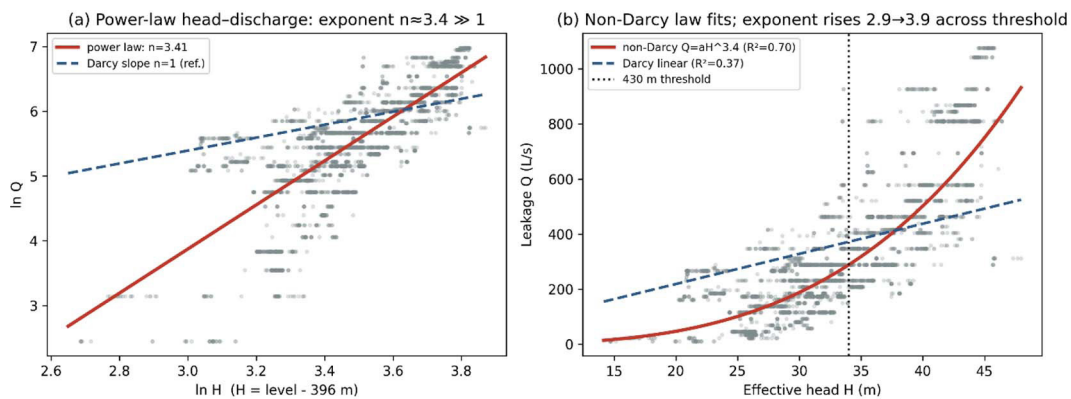 (a) Power-law head–discharge: exponent n≈3.4 ≫ 1
power law: n=3.41
Darcy slope n=1 (ref.)
ln Q
7
6
5
4
3
2.6 2.8 3.0 3.2 3.4 3.6 3.8
ln H (H = level - 396 m)
(b) Non-Darcy law fits; exponent rises 2.9→3.9 across threshold
non-Darcy Q=aH^3.4 (R²=0.70)
Darcy linear (R²=0.37)
430 m threshold
Leakage Q (L/s)
1000
800
600
400
200
0
15 20 25 30 35 40 45
Effective head H (m)